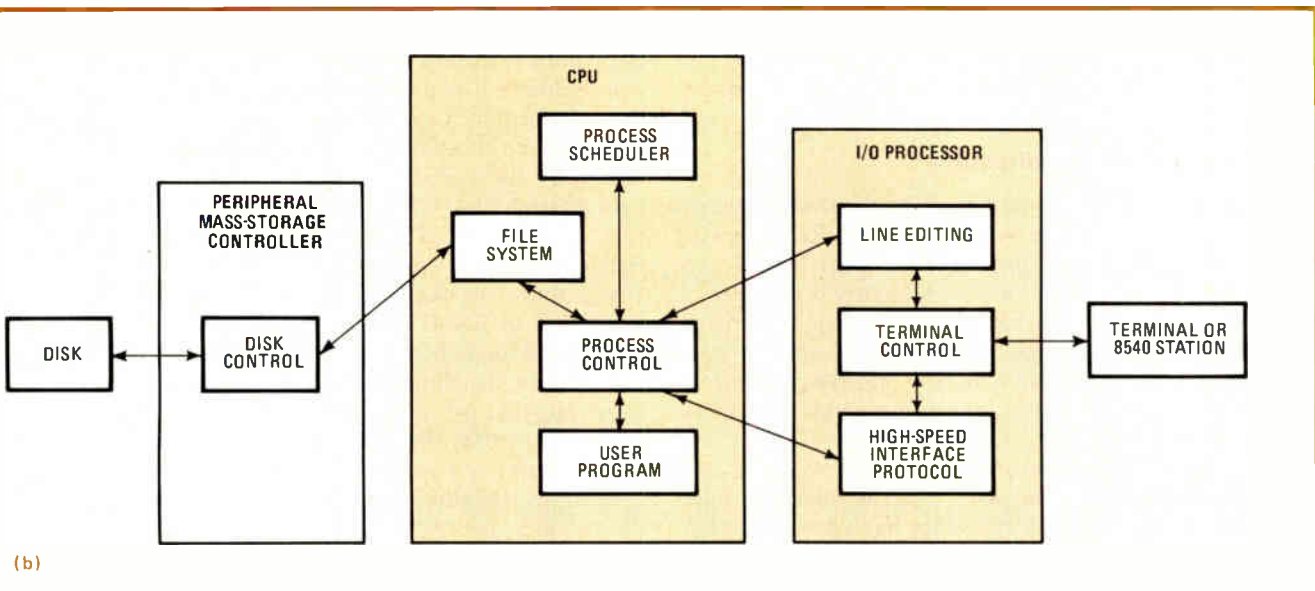 CPU
PROCESS
SCHEDULER
I/O PROCESSOR
PERIPHERAL
MASS-STORAGE
CONTROLLER
FILE
SYSTEM
LINE EDITING
DISK
DISK
CONTROL
PROCESS
CONTROL
TERMINAL
CONTROL
TERMINAL OR
8540 STATION
USER
PROGRAM
HIGH-SPEED
INTERFACE
PROTOCOL
(b)